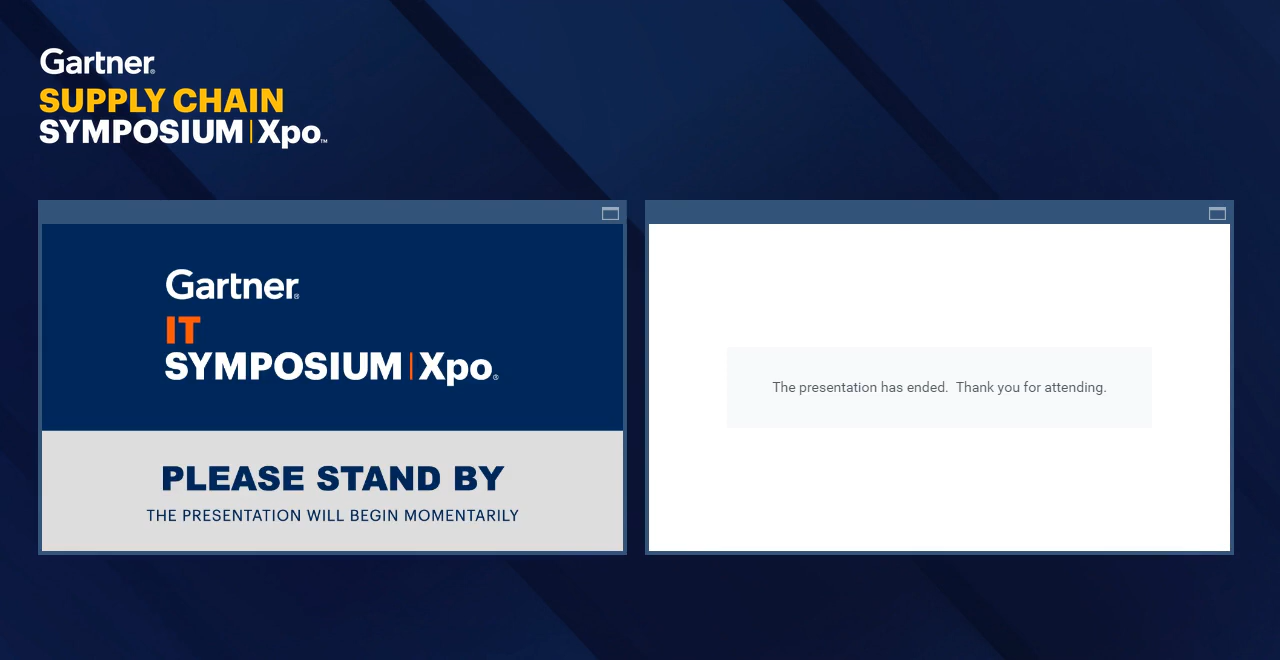 Gartner®
SUPPLY CHAIN
SYMPOSIUM | Xpo™
Gartner®
IT
SYMPOSIUM | Xpo®
PLEASE STAND BY
THE PRESENTATION WILL BEGIN MOMENTARILY
The presentation has ended.  Thank you for attending.